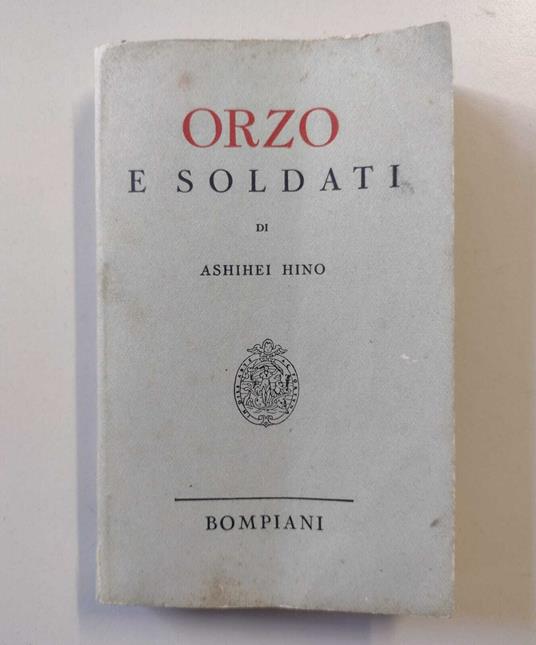 ORZO
E SOLDATI
DI
ASHIHEI HINO
BOMPIANI